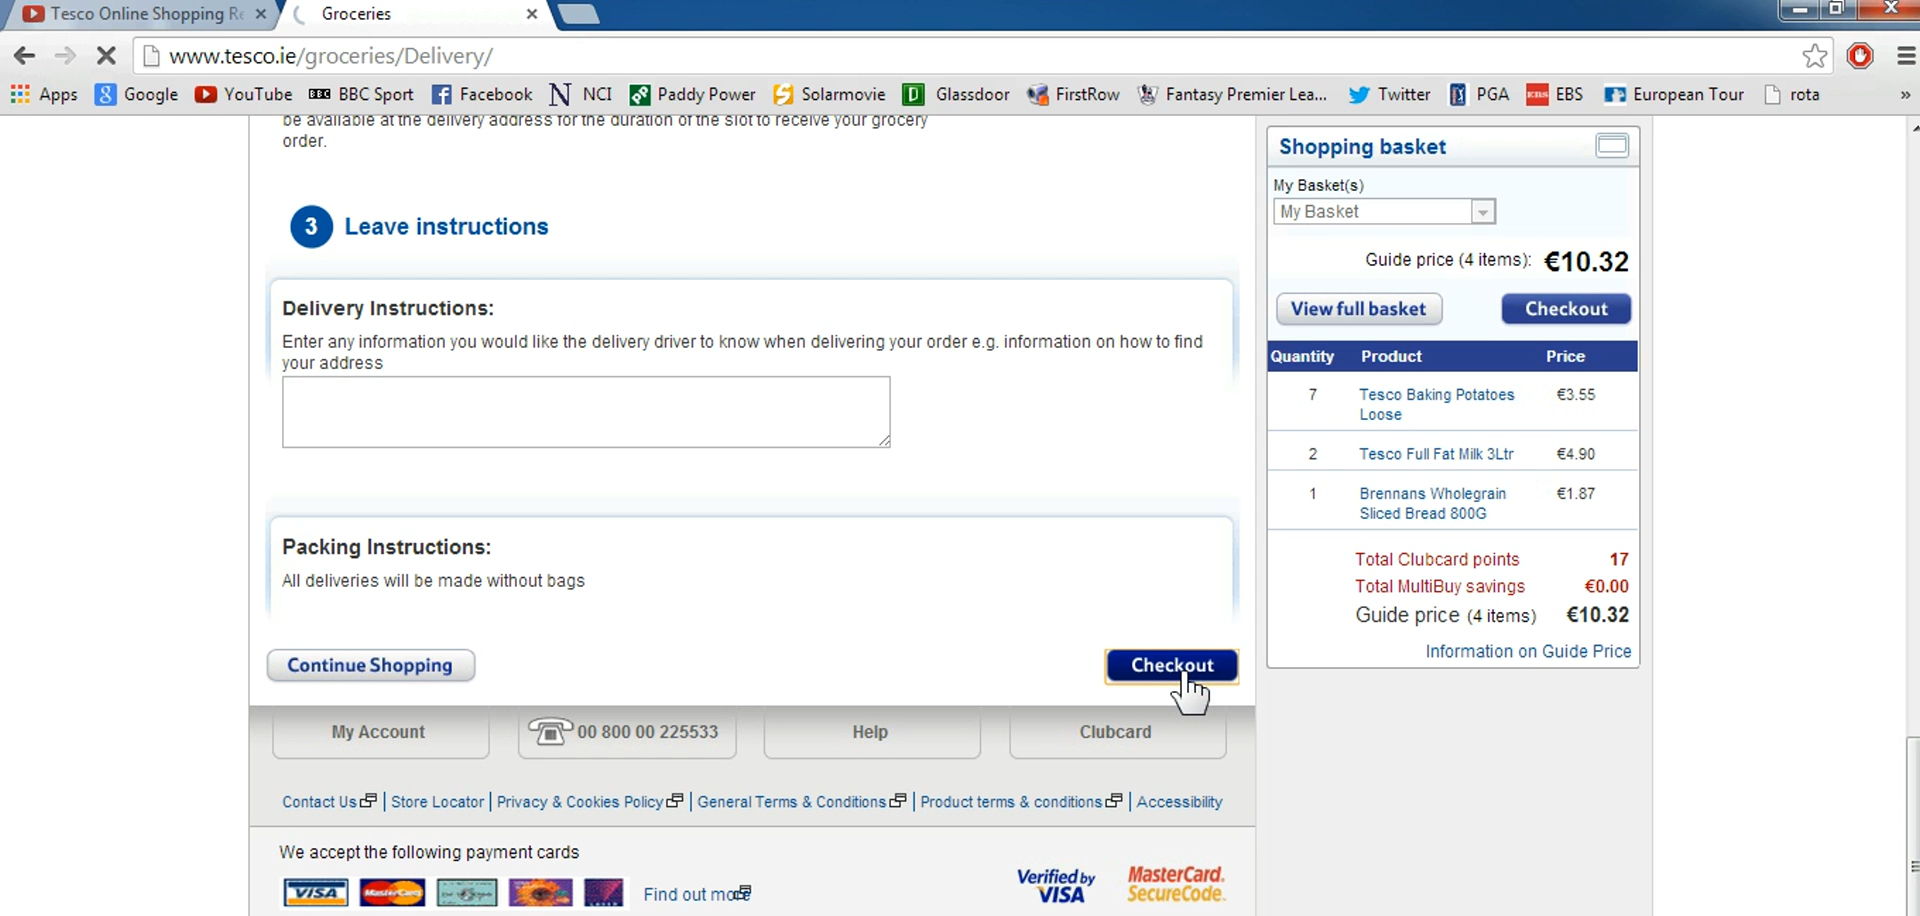 Tesco Online Shopping Re
Groceries
www.tesco.ie/groceries/Delivery/
Apps Google YouTube BBC BBC Sport Facebook NCI Paddy Power Solarmovie Glassdoor FirstRow Fantasy Premier Lea... Twitter PGA EBS European Tour rota »
be available at the delivery address for the duration of the slot to receive your grocery
order.
3 Leave instructions
Delivery Instructions:
Enter any information you would like the delivery driver to know when delivering your order e.g. information on how to find
your address
Packing Instructions:
All deliveries will be made without bags
Continue Shopping
Checkout
Shopping basket
My Basket(s)
My Basket
Guide price (4 items): €10.32
View full basket
Checkout
Quantity Product Price
7 Tesco Baking Potatoes €3.55
Loose
2 Tesco Full Fat Milk 3Ltr €4.90
1 Brennans Wholegrain €1.87
Sliced Bread 800G
Total Clubcard points 17
Total MultiBuy savings €0.00
Guide price (4 items) €10.32
Information on Guide Price
My Account
00 800 00 225533
Help
Clubcard
Contact Us | Store Locator | Privacy & Cookies Policy | General Terms & Conditions | Product terms & conditions | Accessibility
We accept the following payment cards
VISA MasterCard
Find out more
Verified by
VISA
MasterCard.
SecureCode.